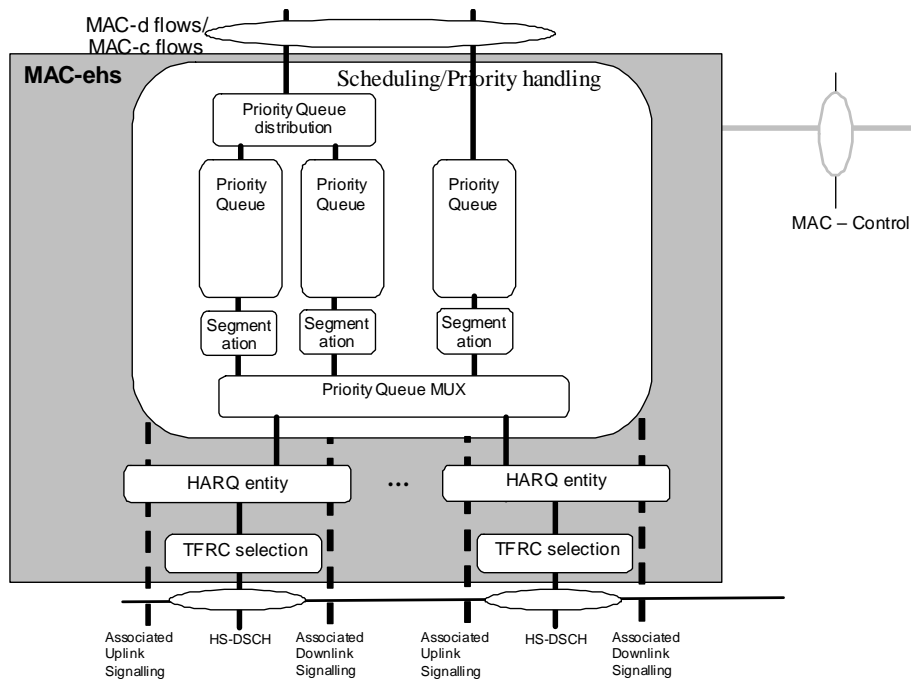 MAC-d flows/
MAC-c flows
MAC-ehs
Scheduling/Priority handling
Priority Queue
distribution
Priority
Queue
Priority
Queue
Priority
Queue
MAC – Control
Segment
ation
Segment
ation
Segment
ation
Priority Queue MUX
HARQ entity
...
HARQ entity
TFRC selection
TFRC selection
Associated
Uplink
Signalling
HS-DSCH
Associated
Downlink
Signalling
Associated
Uplink
Signalling
HS-DSCH
Associated
Downlink
Signalling